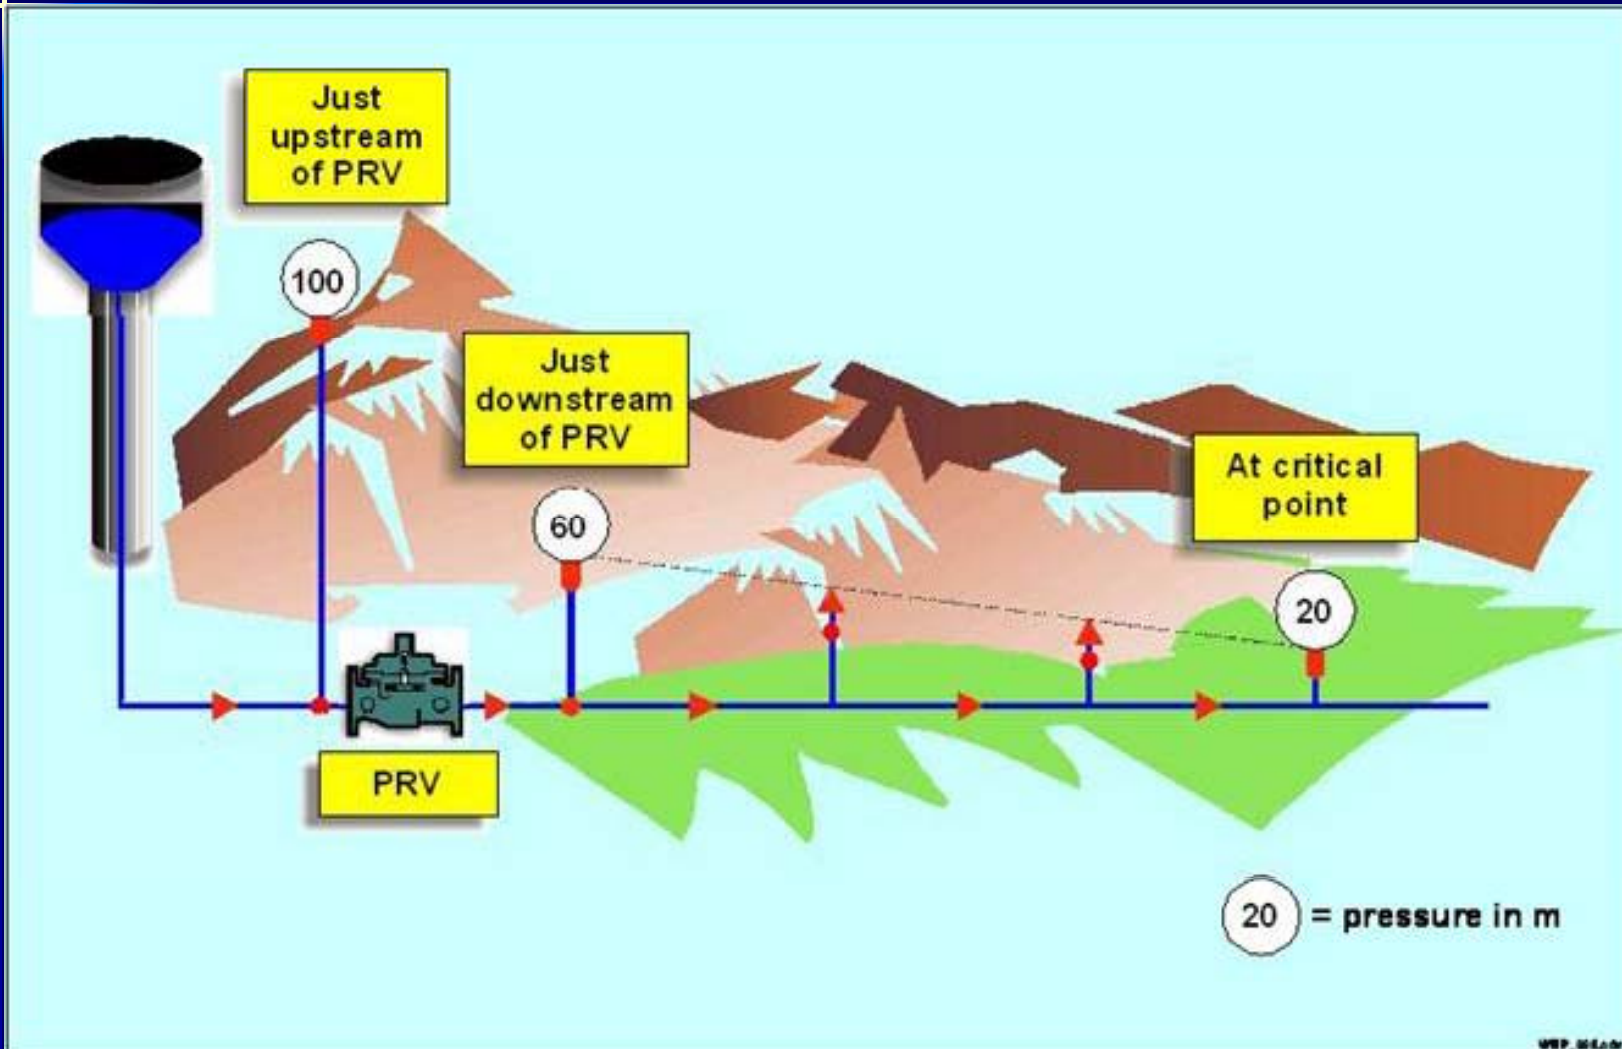 Just
upstream
of PRV
100
Just
downstream
of PRV
60
At critical
point
20
PRV
20 = pressure in m